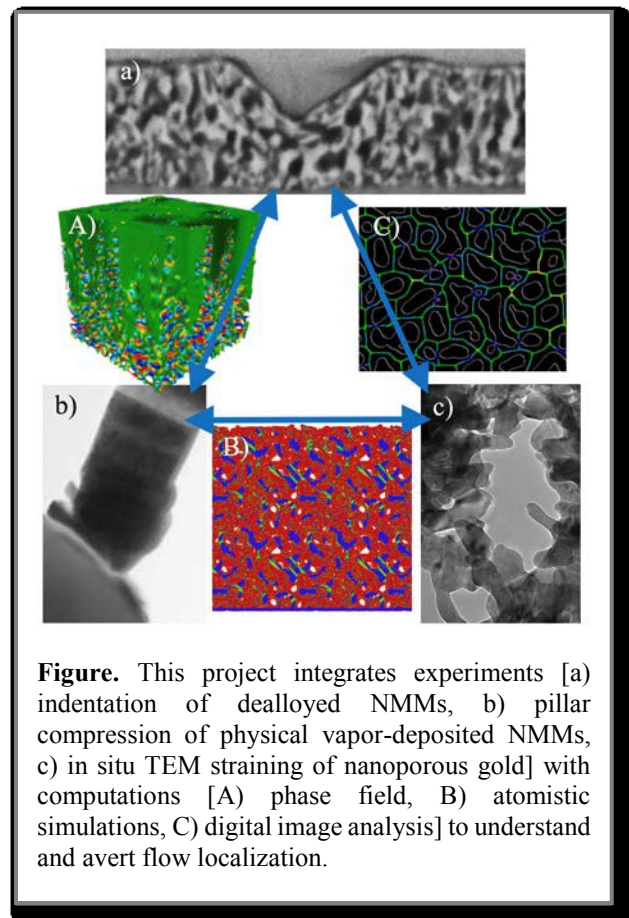 a)
A)
C)
b)
B)
c)
Figure. This project integrates experiments [a)
indentation of dealloyed NMMs, b) pillar
compression of physical vapor-deposited NMMs,
c) in situ TEM straining of nanoporous gold] with
computations [A) phase field, B) atomistic
simulations, C) digital image analysis] to understand
and avert flow localization.